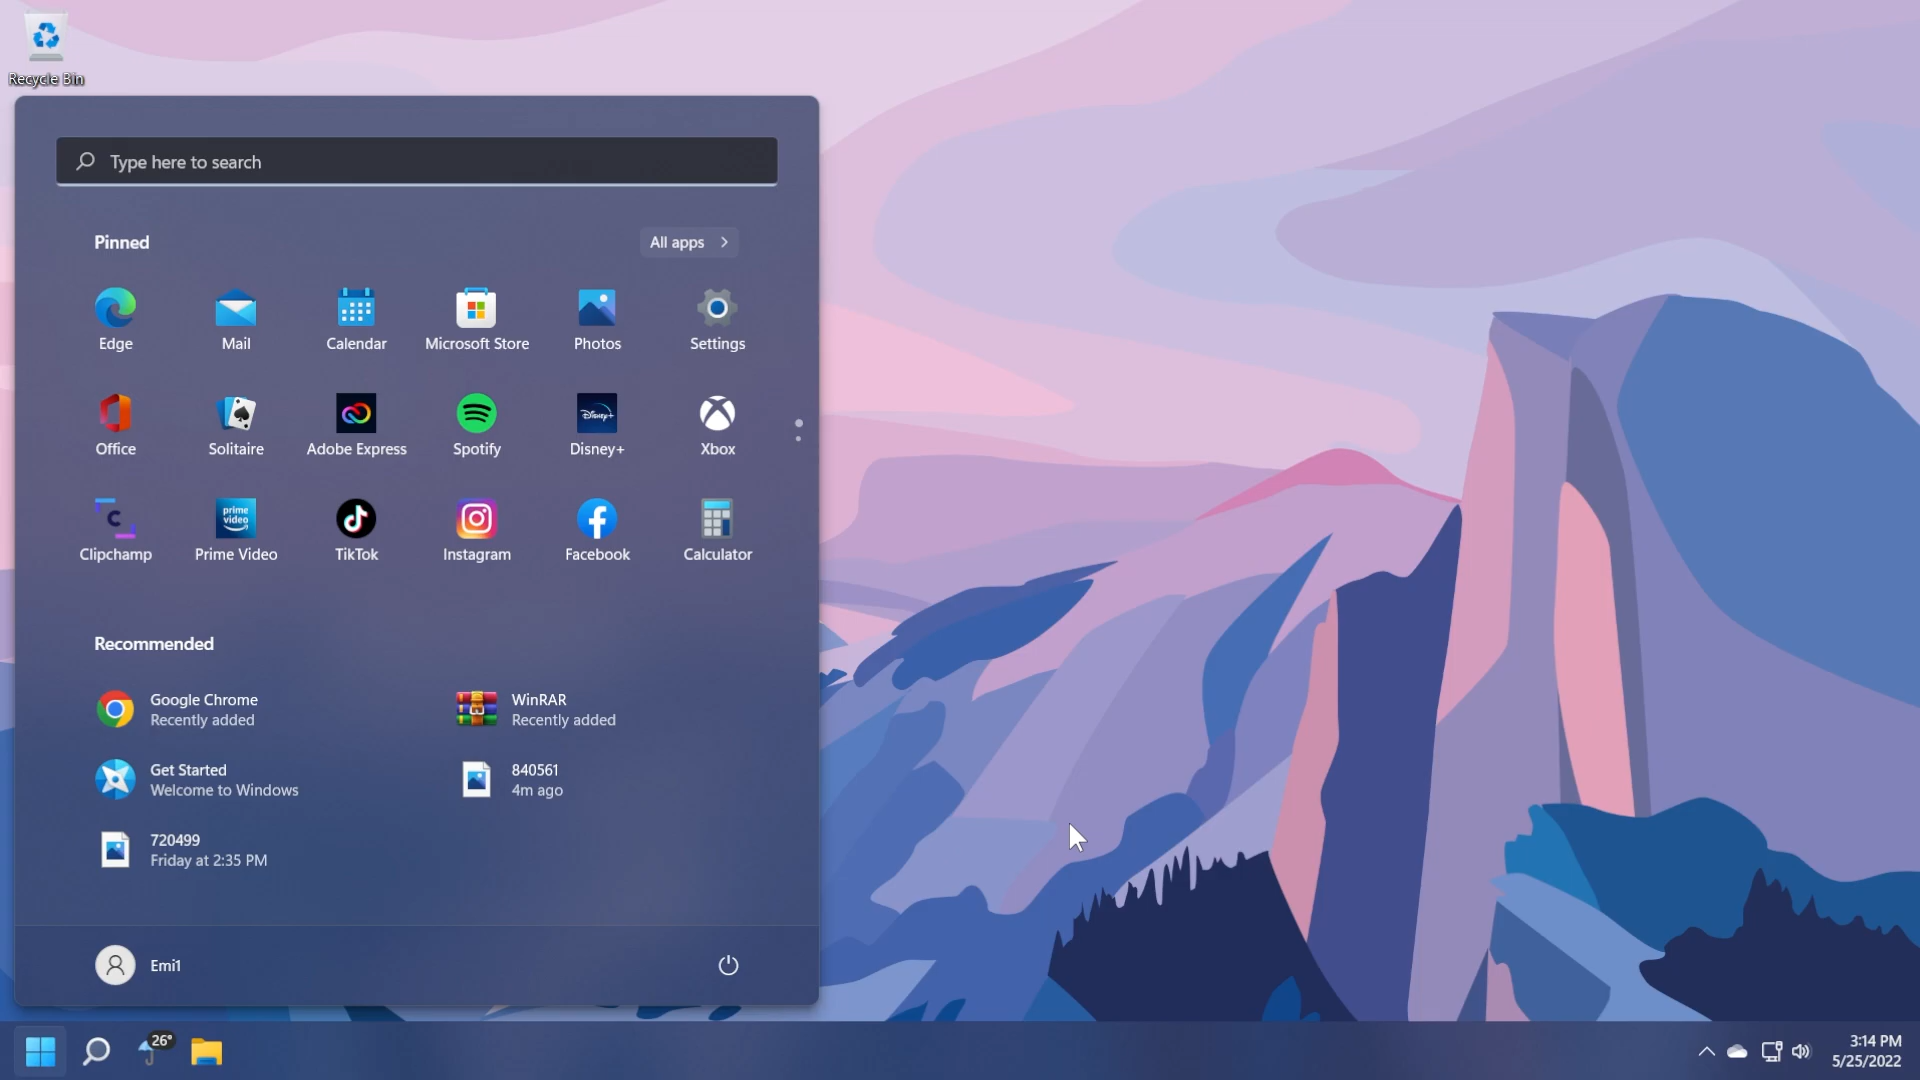 Recycle Bin
Type here to search
Pinned
All apps
Edge
Mail
Calendar
Microsoft Store
Photos
Settings
Office
Solitaire
Adobe Express
Spotify
Disney+
Disney+
Xbox
prime
video
Clipchamp
Prime Video
TikTok
Instagram
Facebook
Calculator
Recommended
Google Chrome
Recently added
WinRAR
Recently added
Get Started
Welcome to Windows
840561
4m ago
720499
Friday at 2:35 PM
Emi1
26°
3:14 PM
5/25/2022